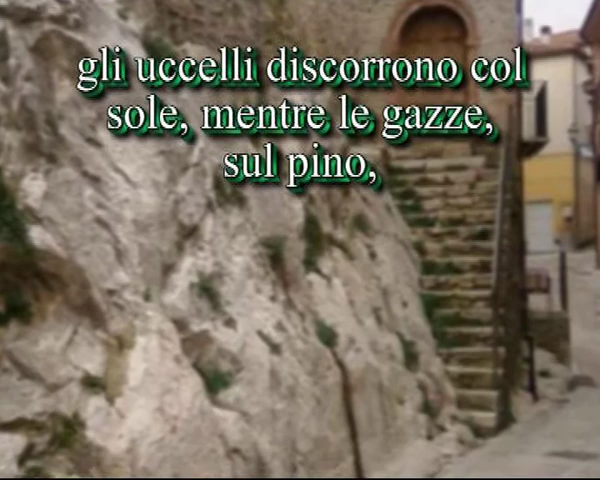 gli uccelli discorrono col
sole, mentre le gazze,
sul pino,